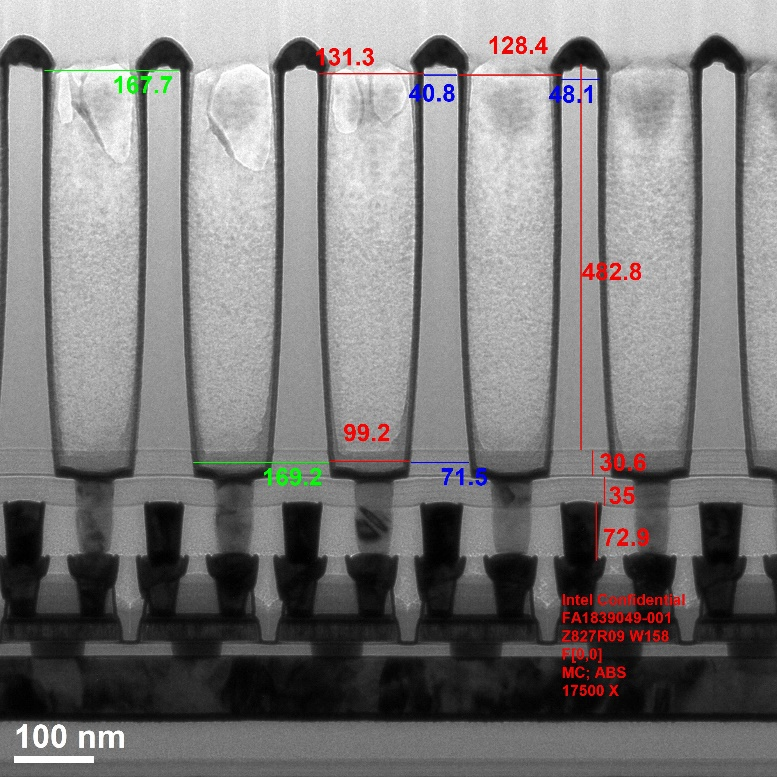 131.3
128.4
167.7
40.8
48.1
482.8
99.2
30.6
169.2
71.5
35
72.9
Intel Confidential
FA1839049-001
Z827R09 W158
F[0,0]
MC; ABS
17500 X
100 nm